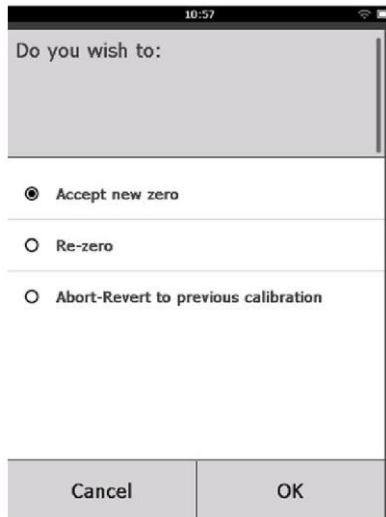 10:57
Do you wish to:
Accept new zero
Re-zero
Abort-Revert to previous calibration
Cancel
OK